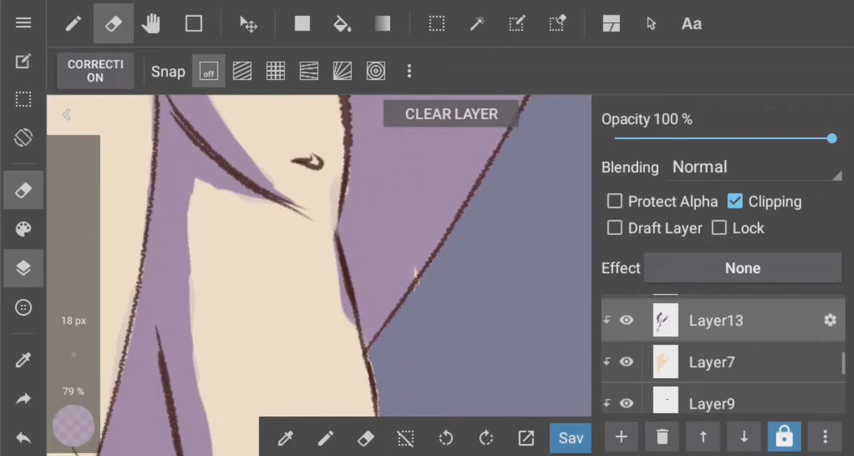 Aa
CORRECTI
ON
Snap
off
CLEAR LAYER
Opacity 100 %
Blending Normal
Protect Alpha
Clipping
Draft Layer
Lock
Effect
None
18 px
79 %
Layer13
Layer7
Layer9
Sav